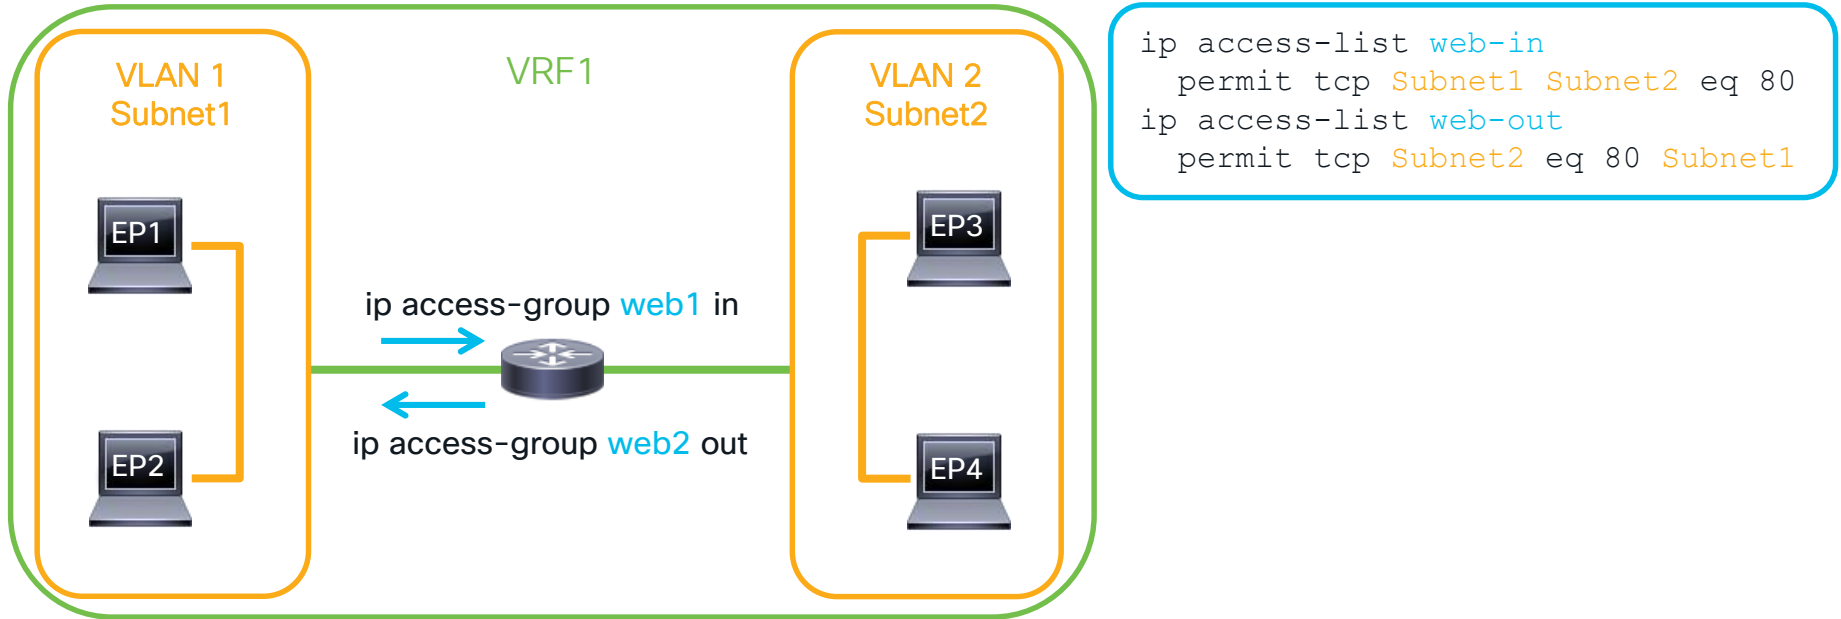 VLAN 1
Subnet1
VRF1
VLAN 2
Subnet2
EP1
EP2
EP3
EP4
ip access-group web1 in
ip access-group web2 out
ip access-list web-in
  permit tcp Subnet1 Subnet2 eq 80
ip access-list web-out
  permit tcp Subnet2 eq 80 Subnet1